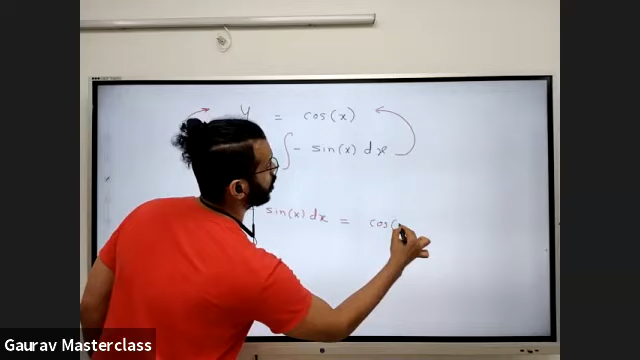 y = cos(x)
∫ - sin(x) dx
sin(x) dx = cos(
Gaurav Masterclass